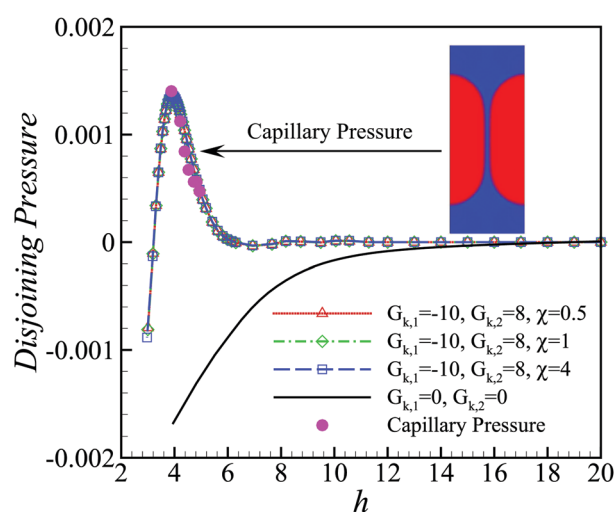 0.002
0.001
0
-0.001
-0.002
Disjoining Pressure
Capillary Pressure
G_{k,1}=-10, G_{k,2}=8, χ=0.5
G_{k,1}=-10, G_{k,2}=8, χ=1
G_{k,1}=-10, G_{k,2}=8, χ=4
G_{k,1}=0, G_{k,2}=0
Capillary Pressure
2 4 6 8 10 12 14 16 18 20
h